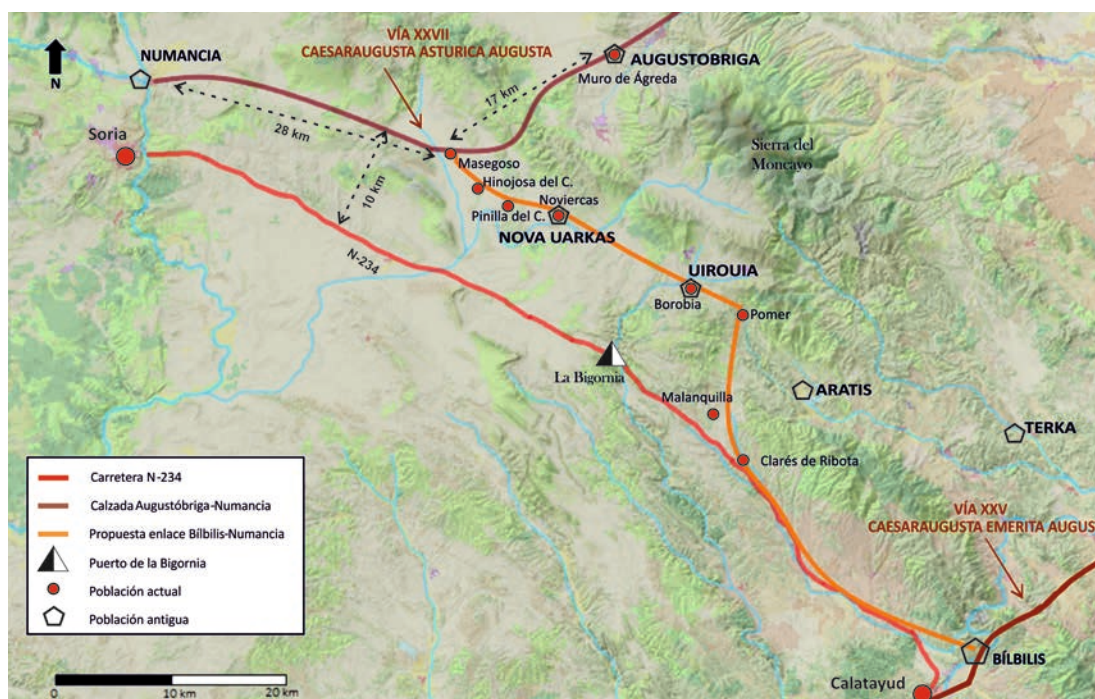 N
NUMANCIA
VÍA XXVII
CAESARAUGUSTA ASTURICA AUGUSTA
AUGUSTOBRIGA
Muro de Ágreda
17 km
28 km
Soria
10 km
Masegoso
Hinojosa del C.
Pinilla del C.
Noviercas
NOVA UARKAS
Sierra del
Moncayo
N-234
UIROUIA
Borobia
Pomer
La Bigornia
Malanquilla
ARATIS
TERKA
Clarés de Ribota
VÍA XXV
CAESARAUGUSTA EMERITA AUGUS
BÍLBILIS
Calatayud
Carretera N-234
Calzada Augustóbriga-Numancia
Propuesta enlace Bílbilis-Numancia
Puerto de la Bigornia
Población actual
Población antigua
0 10 km 20 km